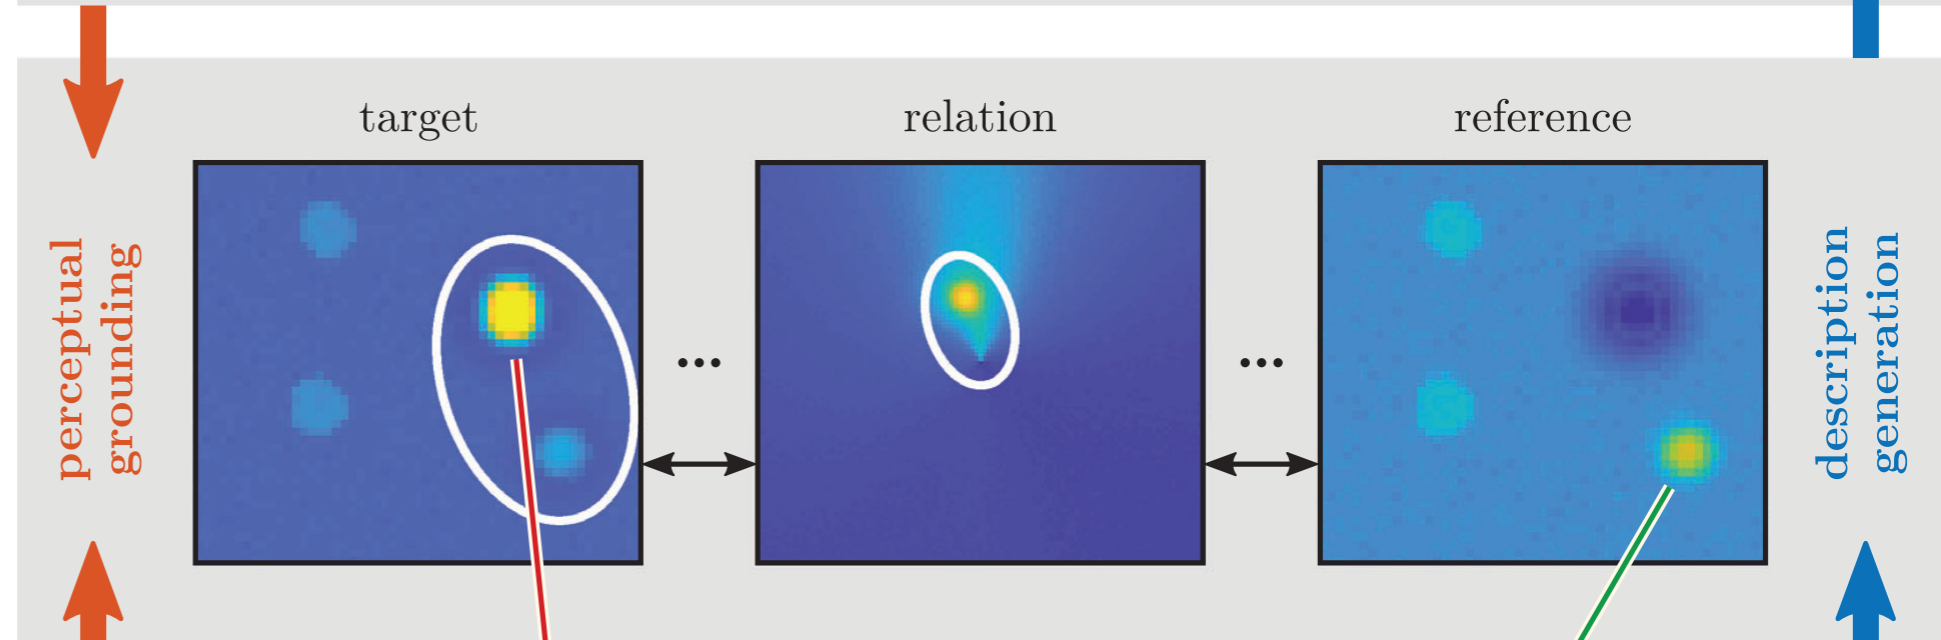 target
relation
reference
perceptual
grounding
...
...
description
generation